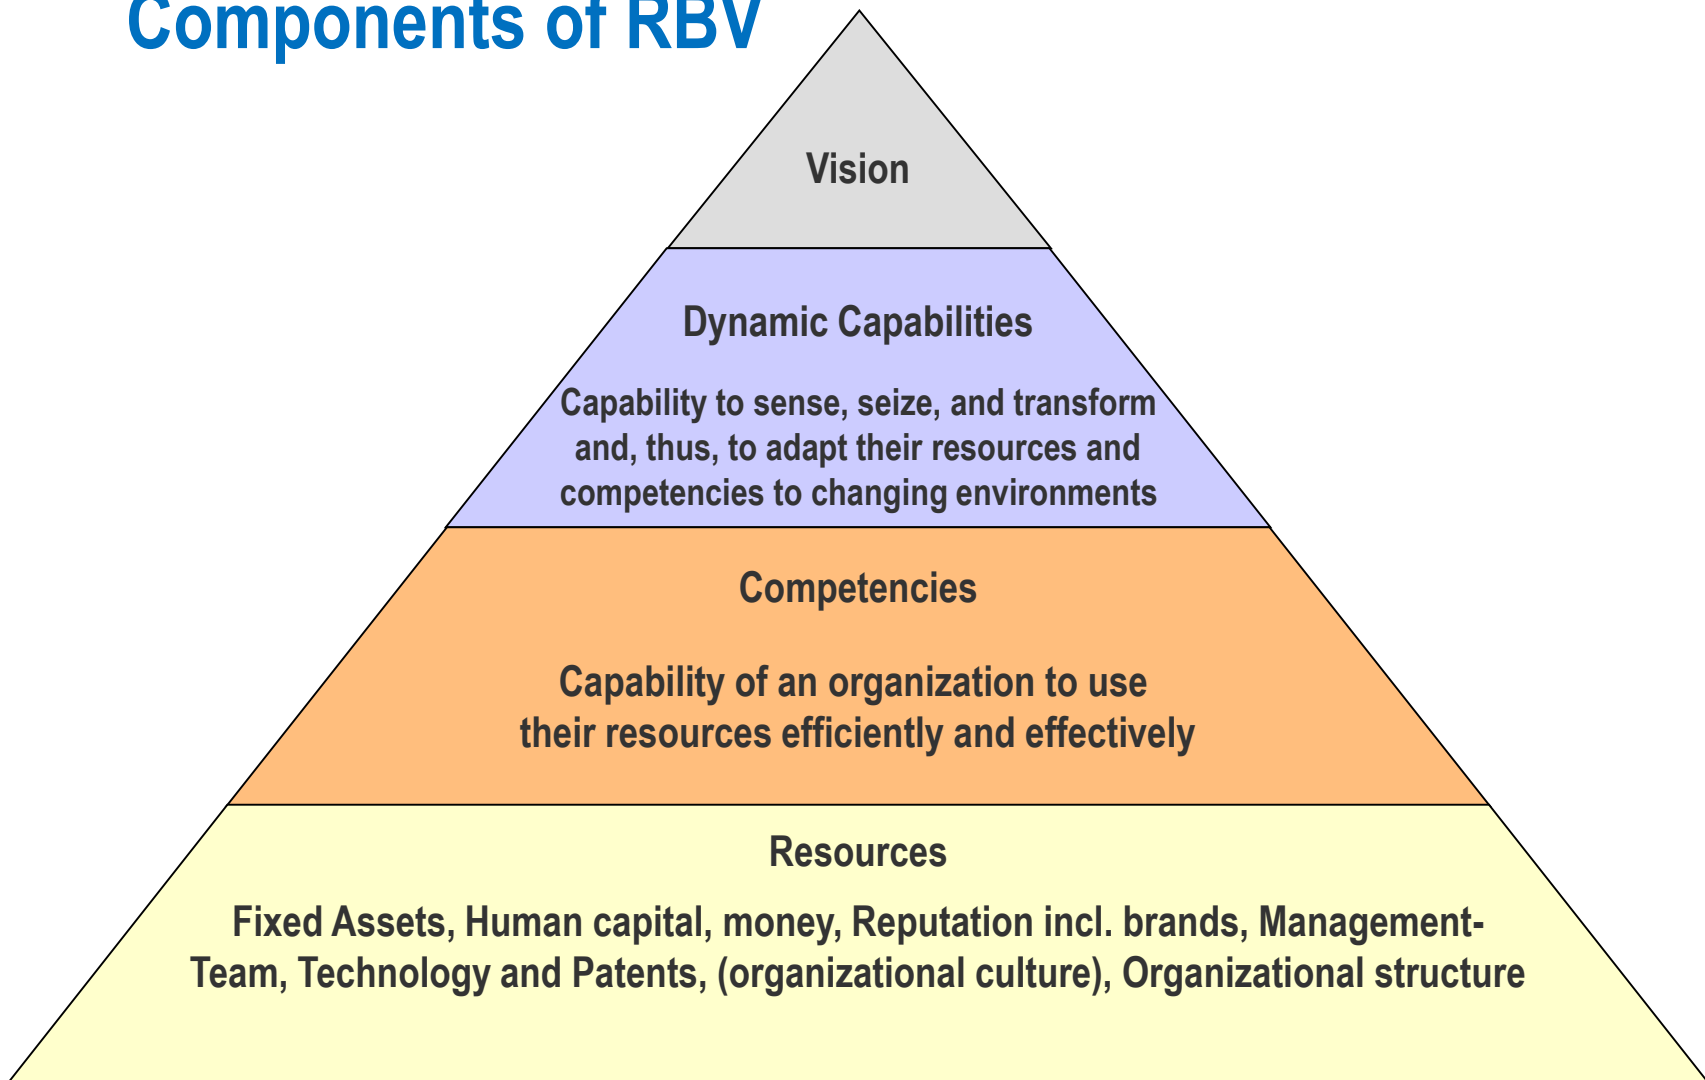 Components of RBV
Vision
Dynamic Capabilities
Capability to sense, seize, and transform
and, thus, to adapt their resources and
competencies to changing environments
Competencies
Capability of an organization to use
their resources efficiently and effectively
Resources
Fixed Assets, Human capital, money, Reputation incl. brands, Management-
Team, Technology and Patents, (organizational culture), Organizational structure